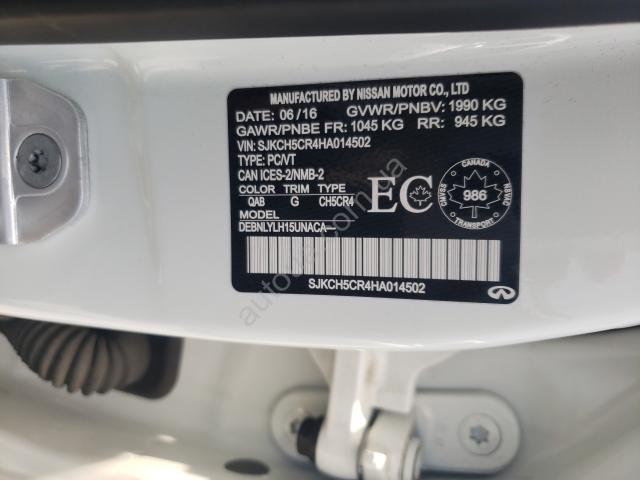 MANUFACTURED BY NISSAN MOTOR CO., LTD
DATE: 06/16 GVWR/PNBV: 1990 KG
GAWR/PNBE FR: 1045 KG RR: 945 KG
VIN: SJKCH5CR4HA014502
TYPE: PC/VT
CAN ICES-2/NMB-2
COLOR TRIM TYPE
QAB G CH5CR4
MODEL
DEBNLYLH15UNACA--
EC
CANADA
CMVSS 986 NSVAC
SJKCH5CR4HA014502